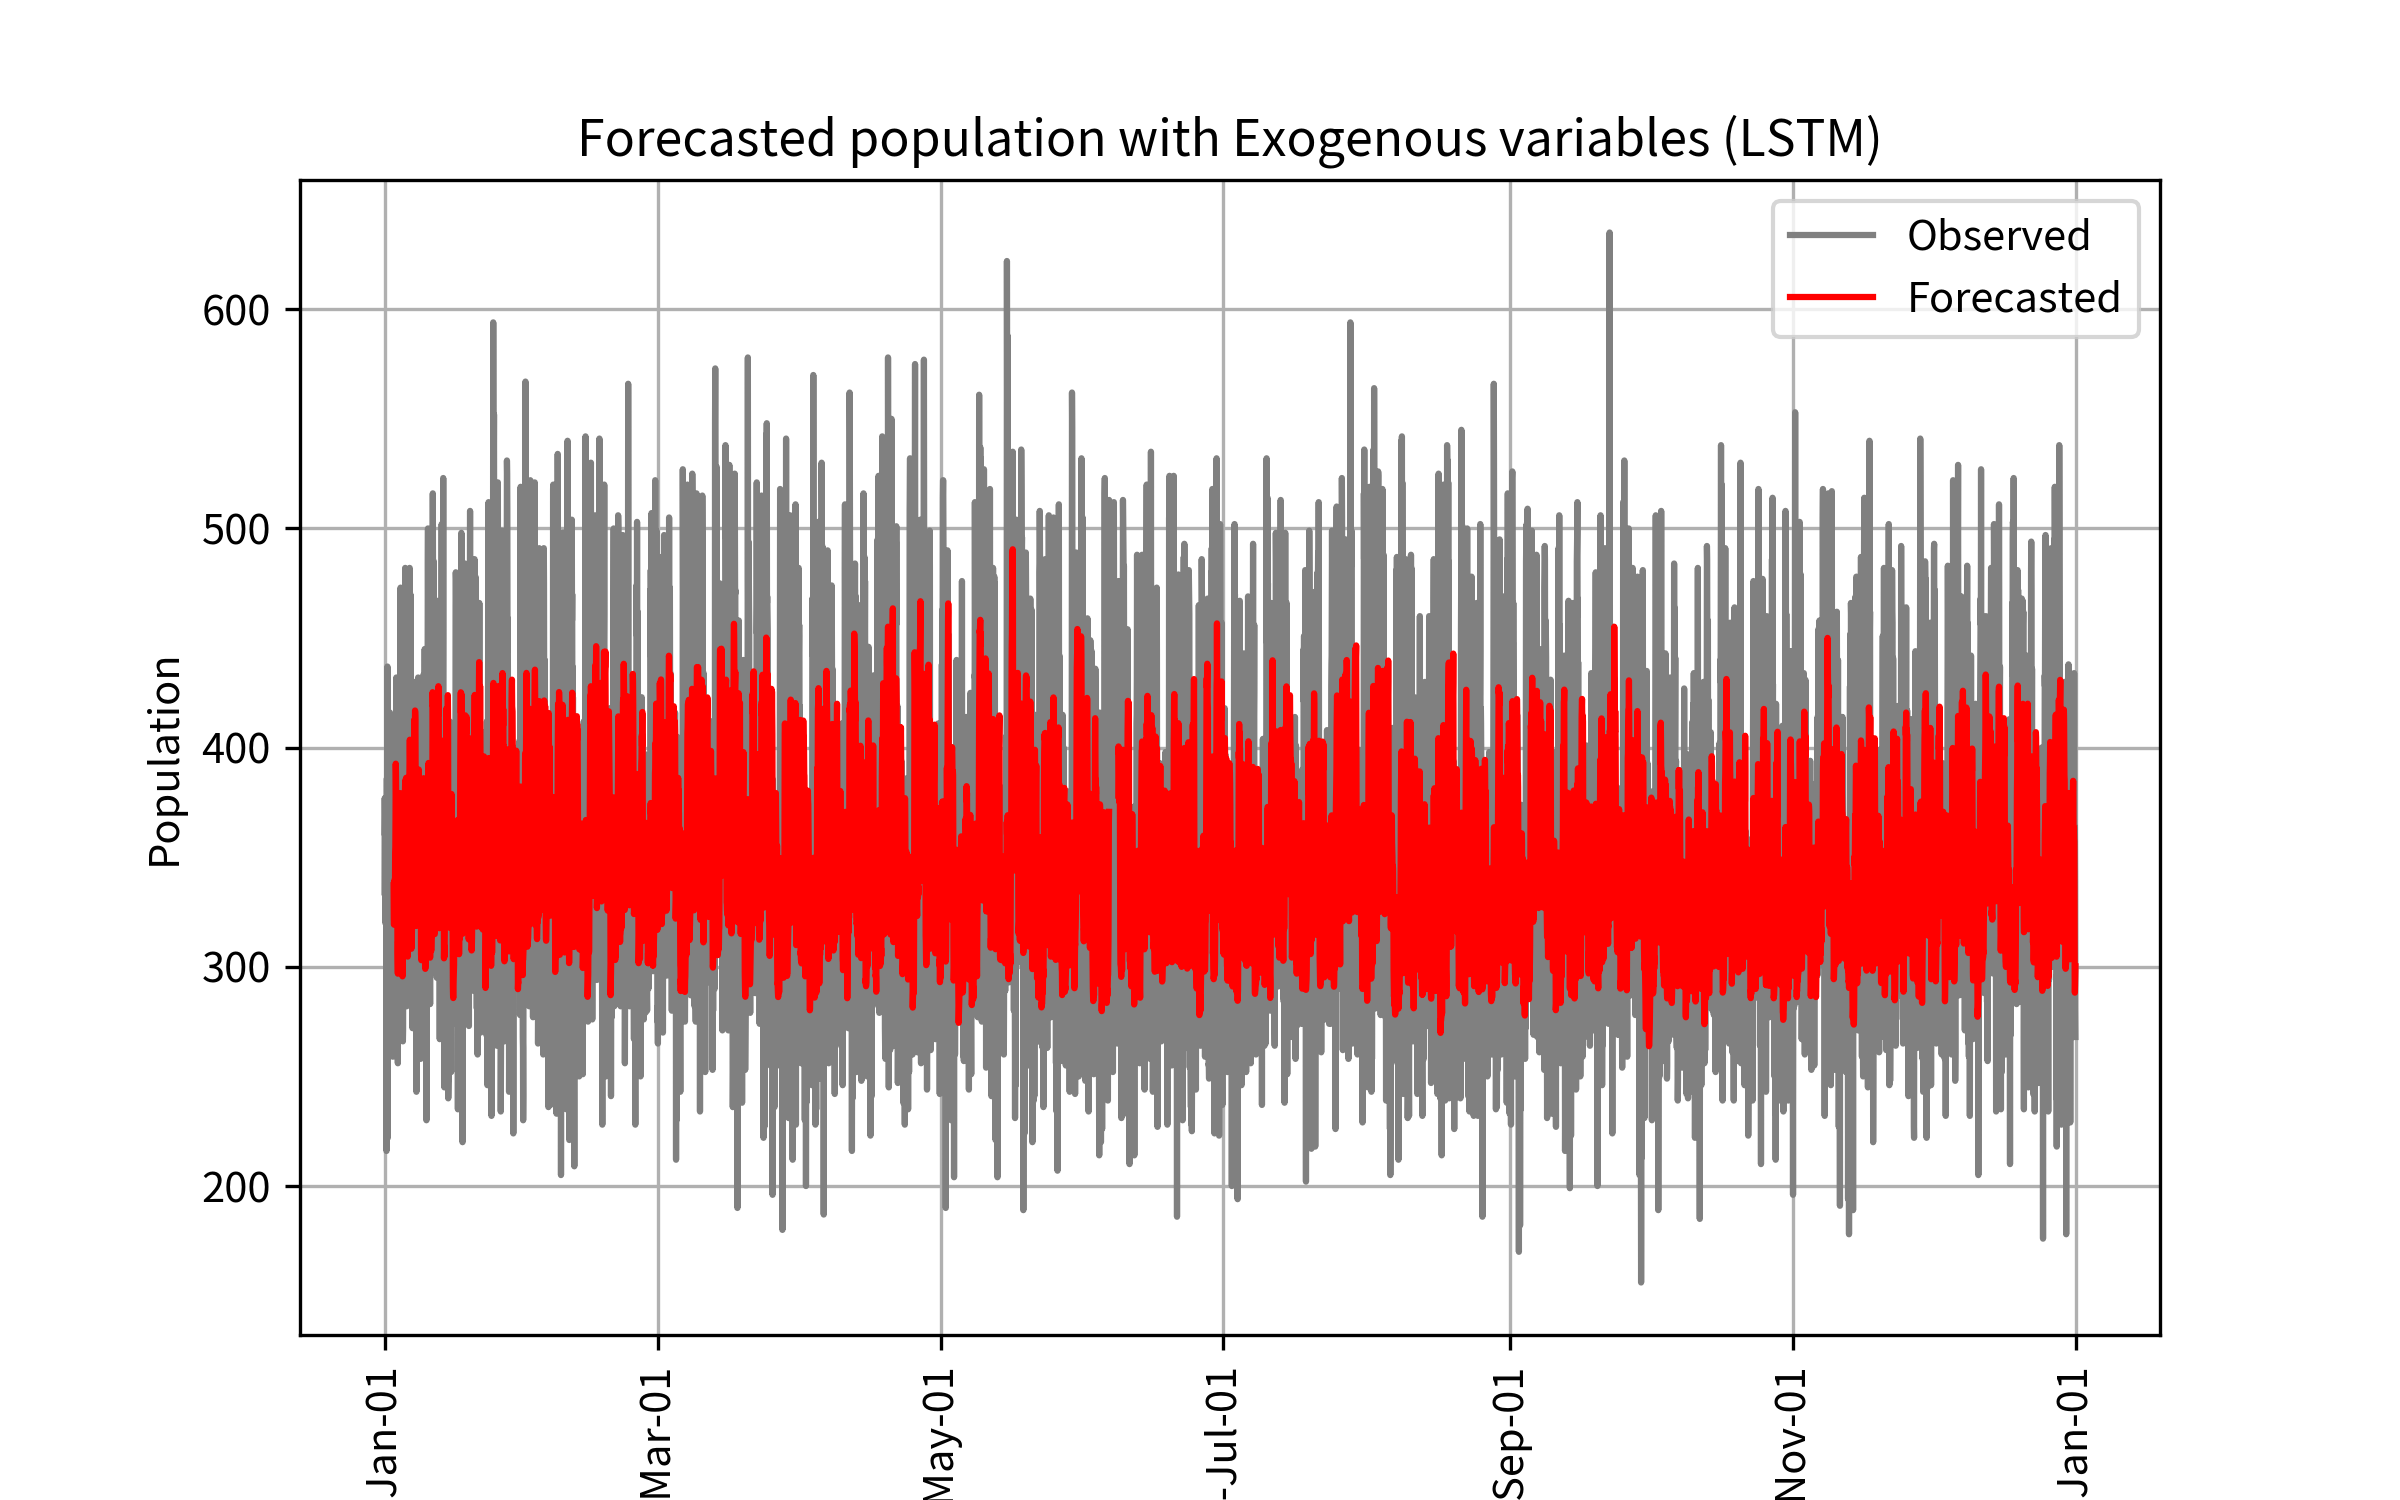 Forecasted population with Exogenous variables (LSTM)
Observed
Forecasted
Population
600
500
400
300
200
Jan-01
Mar-01
May-01
-Jul-01
Sep-01
Nov-01
Jan-01